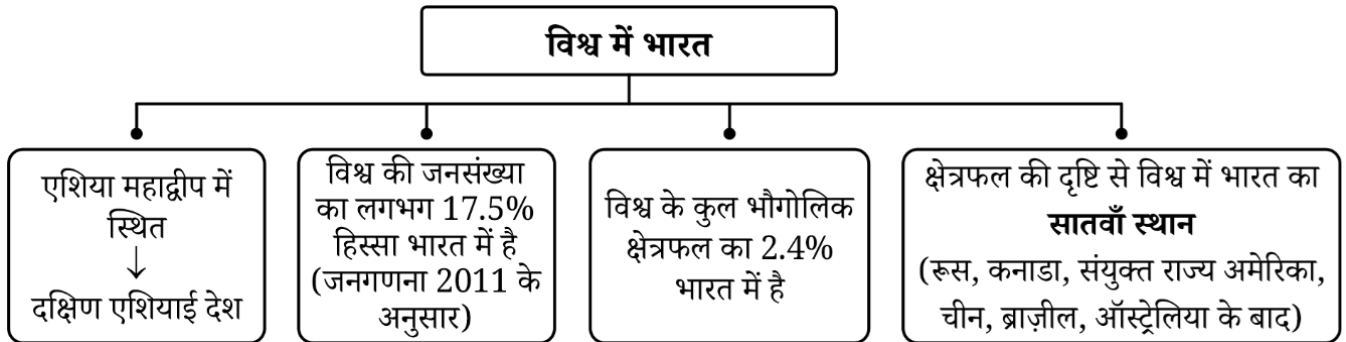 विश्व में भारत
एशिया महाद्वीप में
स्थित
↓
दक्षिण एशियाई देश
विश्व की जनसंख्या
का लगभग 17.5%
हिस्सा भारत में है
(जनगणना 2011 के
अनुसार)
विश्व के कुल भौगोलिक
क्षेत्रफल का 2.4%
भारत में है
क्षेत्रफल की दृष्टि से विश्व में भारत का
सातवाँ स्थान
(रूस, कनाडा, संयुक्त राज्य अमेरिका,
चीन, ब्राज़ील, ऑस्ट्रेलिया के बाद)